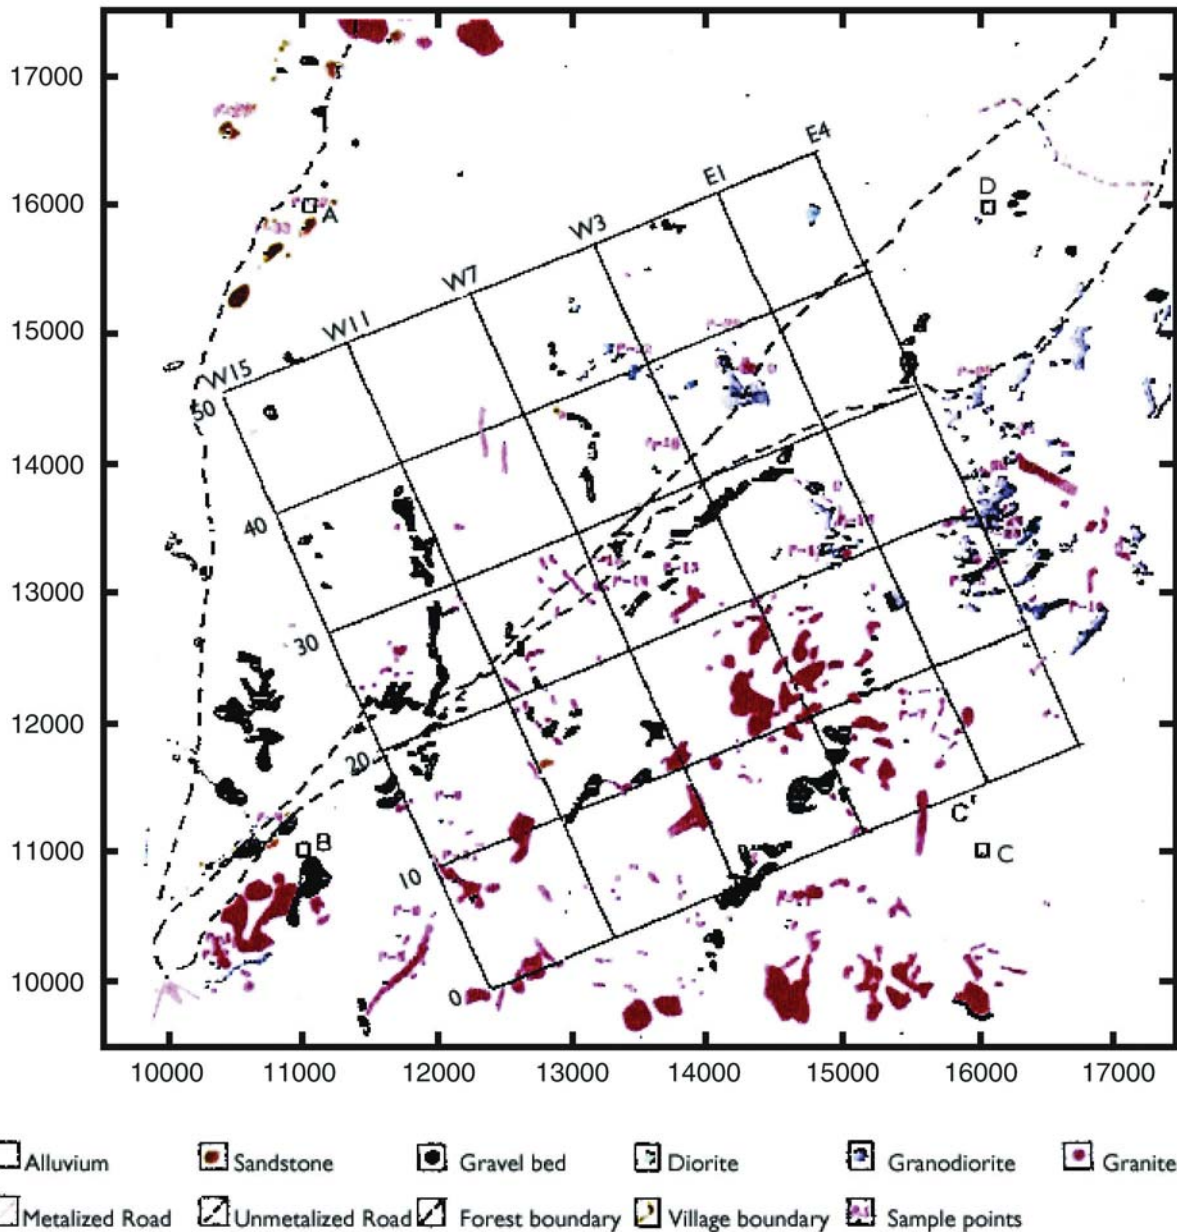 17000
E4
E1
D
16000
A
W3
W7
15000
W11
W15
50
14000
40
13000
30
12000
20
C'
11000
B
C
10
10000
0
10000 11000 12000 13000 14000 15000 16000 17000
Alluvium Sandstone Gravel bed Diorite Granodiorite Granite
Metalized Road Unmetalized Road Forest boundary Village boundary Sample points